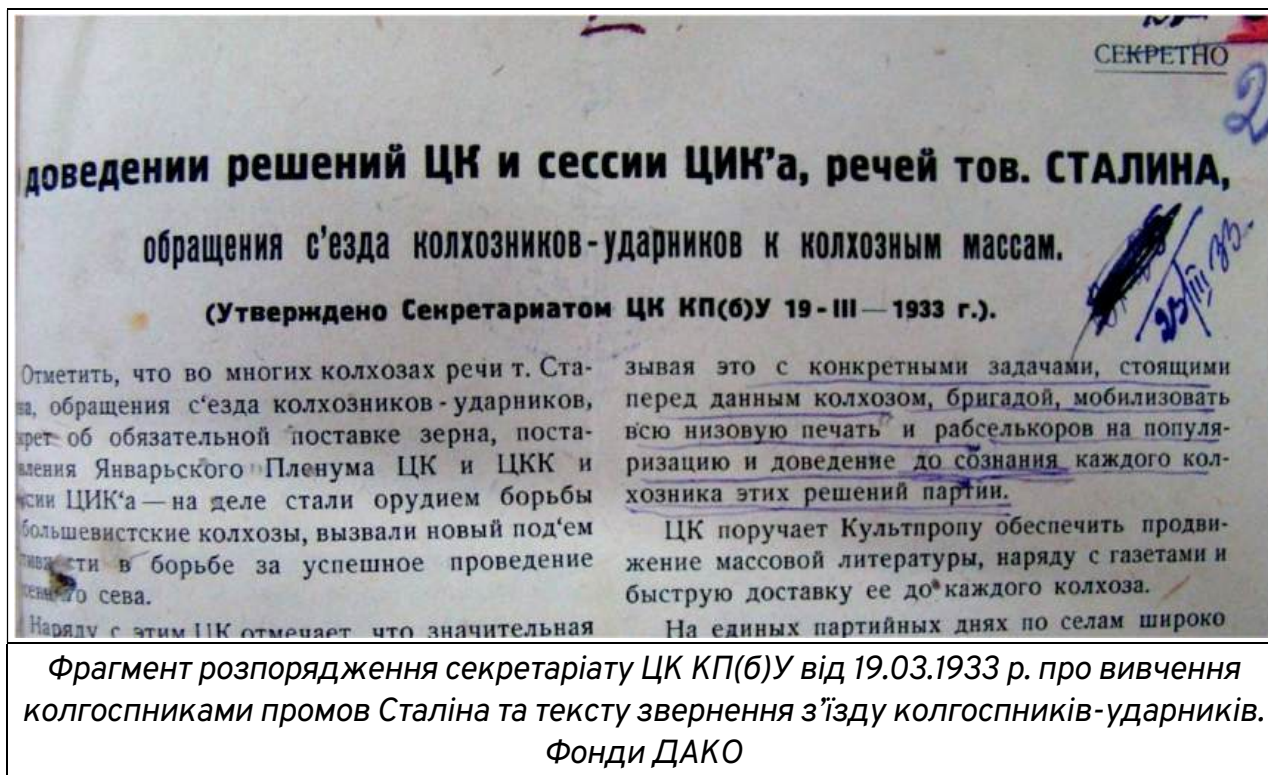 СЕКРЕТНО
2
доведении решений ЦК и сессии ЦИК'а, речей тов. СТАЛИНА,
обращения с'езда колхозников-ударников к колхозным массам.
(Утверждено Секретариатом ЦК КП(б)У 19-III—1933 г.).
23/III 33.
Отметить, что во многих колхозах речи т. Ста-
обращения с'езда колхозников-ударников,
об обязательной поставке зерна, поста-
Январьского Пленума ЦК и ЦКК и
ЦИК'а — на деле стали орудием борьбы
большевистские колхозы, вызвали новый под'ем
в борьбе за успешное проведение
сева.
Наряду с этим ЦК отмечает, что значительная
зывая это с конкретными задачами, стоящими
перед данным колхозом, бригадой, мобилизовать
всю низовую печать и рабселькоров на популя-
ризацию и доведение до сознания каждого кол-
хозника этих решений партии.
ЦК поручает Культпропу обеспечить продви-
жение массовой литературы, наряду с газетами и
быструю доставку ее до каждого колхоза.
На единых партийных днях по селам широко
Фрагмент розпорядження секретаріату ЦК КП(б)У від 19.03.1933 р. про вивчення
колгоспниками промов Сталіна та тексту звернення з’їзду колгоспників-ударників.
Фонди ДАКО